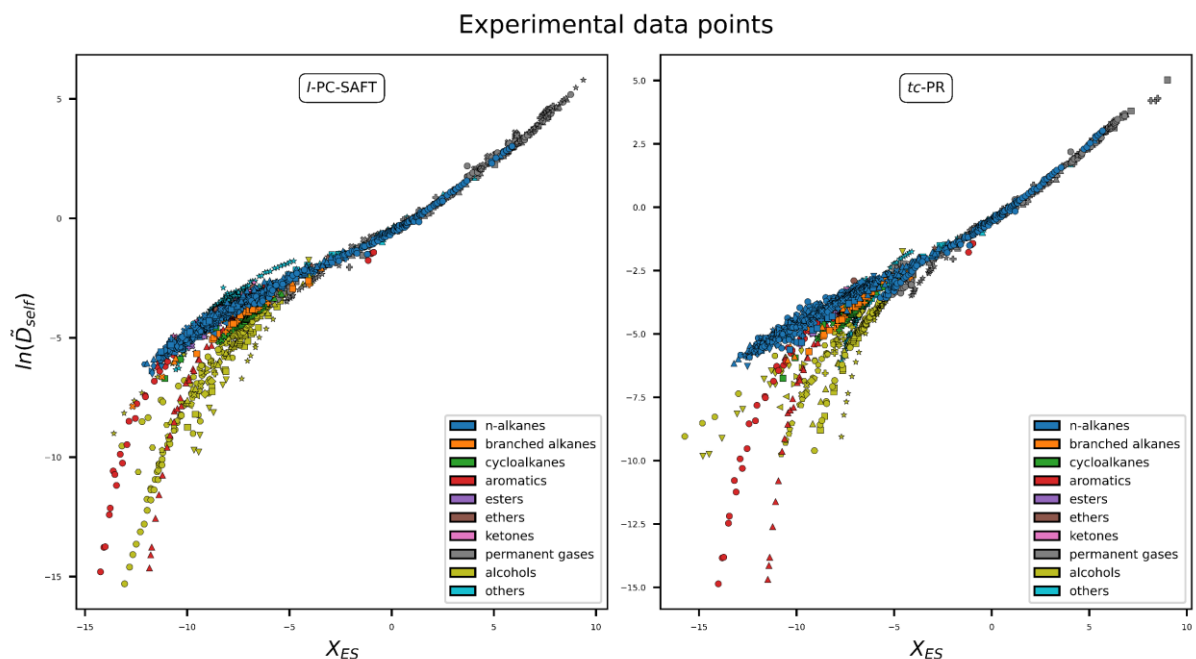 Experimental data points
I-PC-SAFT
tc-PR
ln(D̃self)
5
0
−5
−10
−15
−15
−10
−5
0
5
10
XES
n-alkanes
branched alkanes
cycloalkanes
aromatics
esters
ethers
ketones
permanent gases
alcohols
others
5.0
2.5
0.0
−2.5
−5.0
−7.5
−10.0
−12.5
−15.0
−15
−10
−5
0
5
10
XES
n-alkanes
branched alkanes
cycloalkanes
aromatics
esters
ethers
ketones
permanent gases
alcohols
others